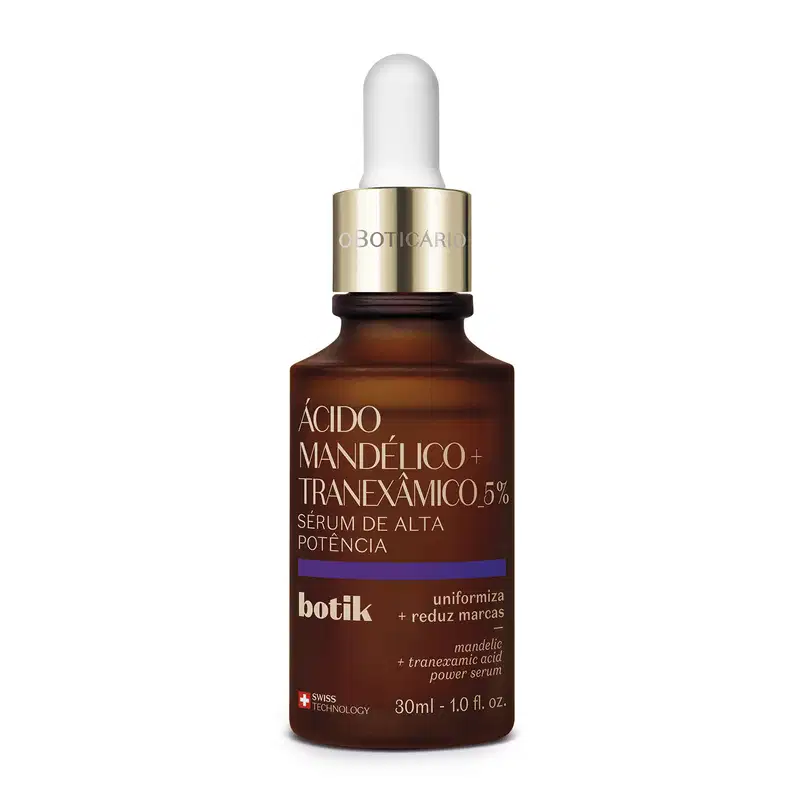 oBoticário
ÁCIDO
MANDÉLICO +
TRANEXÂMICO_5%
SÉRUM DE ALTA
POTÊNCIA
botik
uniformiza
+ reduz marcas
mandelic
+ tranexamic acid
power serum
SWISS
TECHNOLOGY
30ml - 1.0 fl. oz.